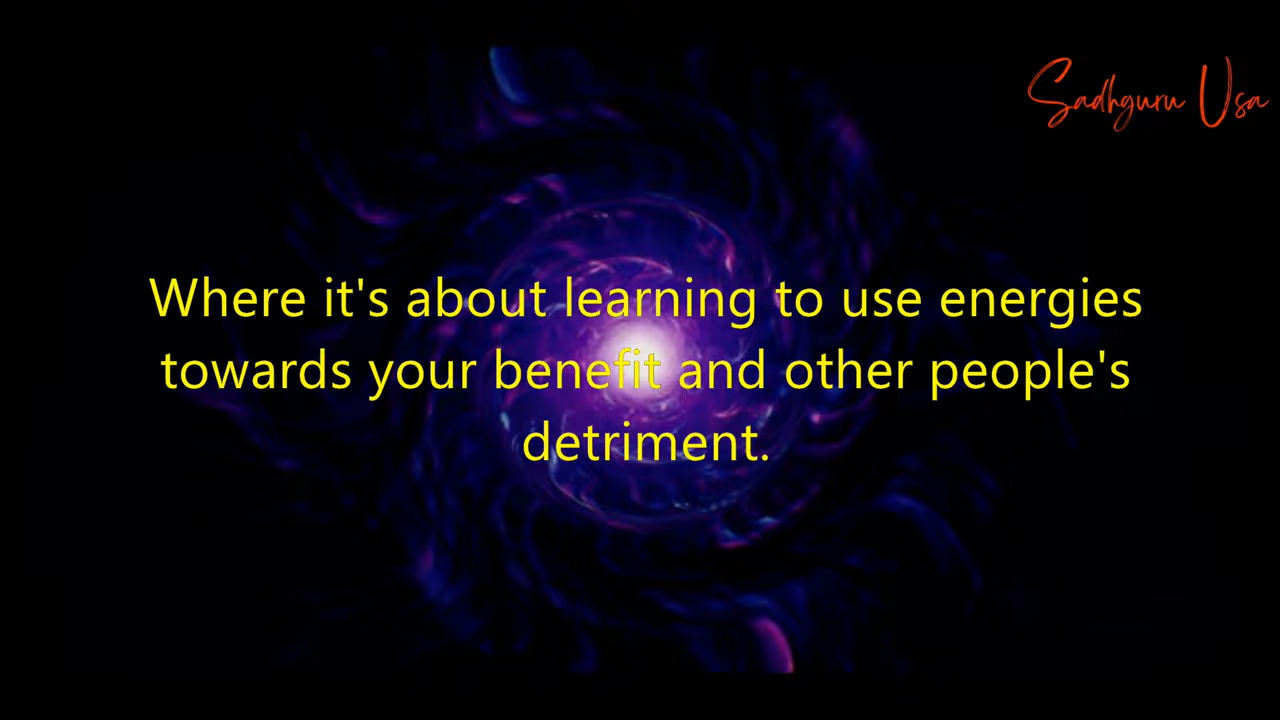 Sadhguru Usa
Where it's about learning to use energies
towards your benefit and other people's
detriment.